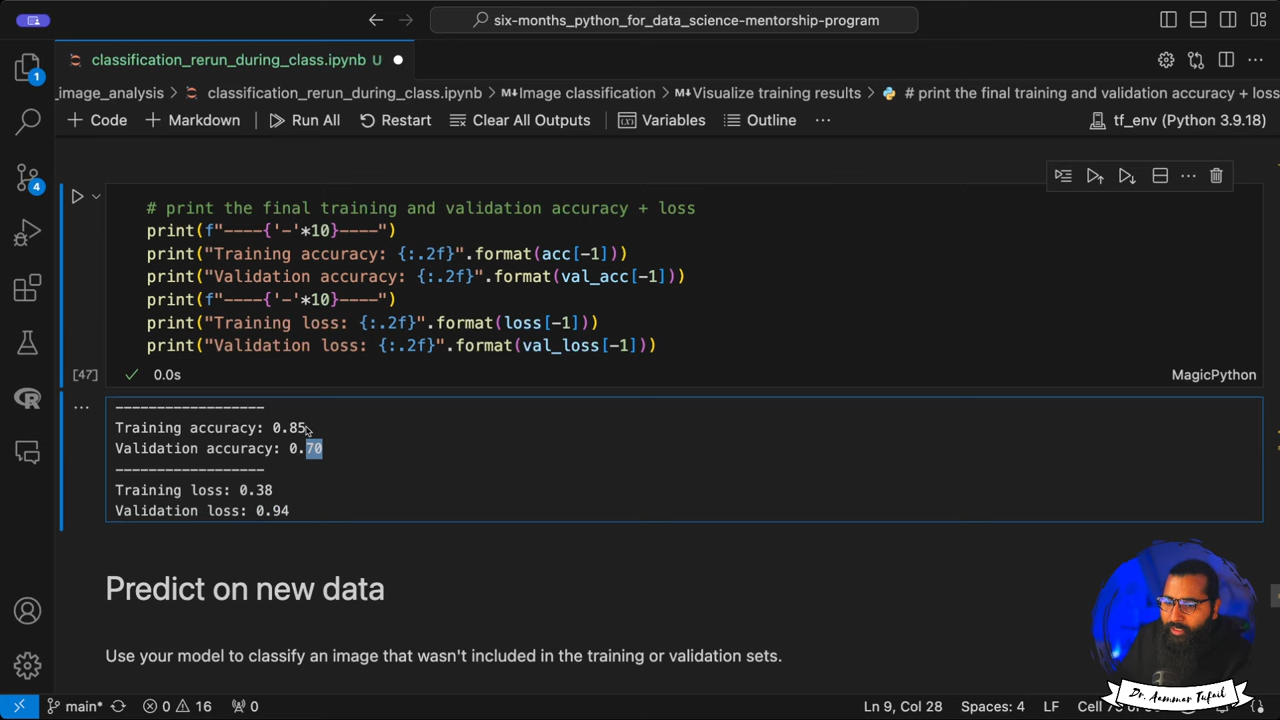 six-months_python_for_data_science-mentorship-program
classification_rerun_during_class.ipynb U
1
_image_analysis > classification_rerun_during_class.ipynb > Image classification > Visualize training results > # print the final training and validation accuracy + loss
+ Code + Markdown Run All Restart Clear All Outputs Variables Outline ... tf_env (Python 3.9.18)
4
# print the final training and validation accuracy + loss
print(f"----{'-'*10}----")
print("Training accuracy: {:.2f}".format(acc[-1]))
print("Validation accuracy: {:.2f}".format(val_acc[-1]))
print(f"----{'-'*10}----")
print("Training loss: {:.2f}".format(loss[-1]))
print("Validation loss: {:.2f}".format(val_loss[-1]))
[47] 0.0s MagicPython
------------------
Training accuracy: 0.85
Validation accuracy: 0.70
------------------
Training loss: 0.38
Validation loss: 0.94
Predict on new data
Use your model to classify an image that wasn't included in the training or validation sets.
Dr. Aammar Tufail
main* 0 16 0 Ln 9, Col 28 Spaces: 4 LF